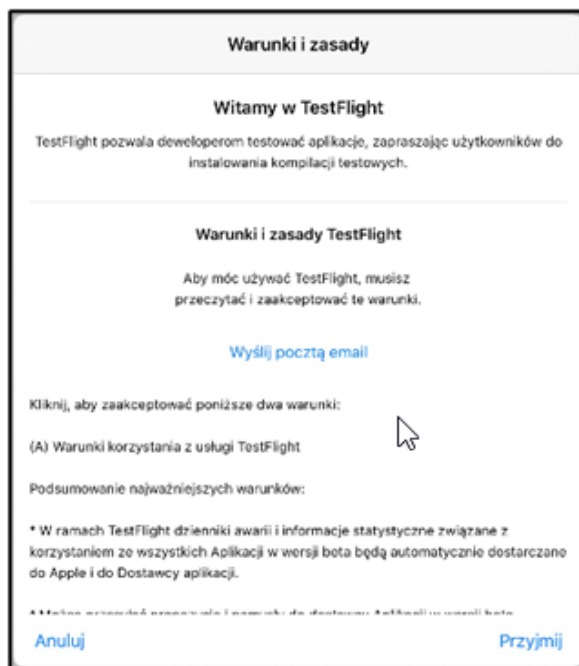 Warunki i zasady
Witamy w TestFlight
TestFlight pozwala deweloperom testować aplikacje, zapraszając użytkowników do
instalowania kompilacji testowych.
Warunki i zasady TestFlight
Aby móc używać TestFlight, musisz
przeczytać i zaakceptować te warunki.
Wyślij pocztą email
Kliknij, aby zaakceptować poniższe dwa warunki:
(A) Warunki korzystania z usługi TestFlight
Podsumowanie najważniejszych warunków:
* W ramach TestFlight dzienniki awarii i informacje statystyczne związane z
korzystaniem ze wszystkich Aplikacji w wersji beta będą automatycznie dostarczane
do Apple i do Dostawcy aplikacji.
Anuluj
Przyjmij